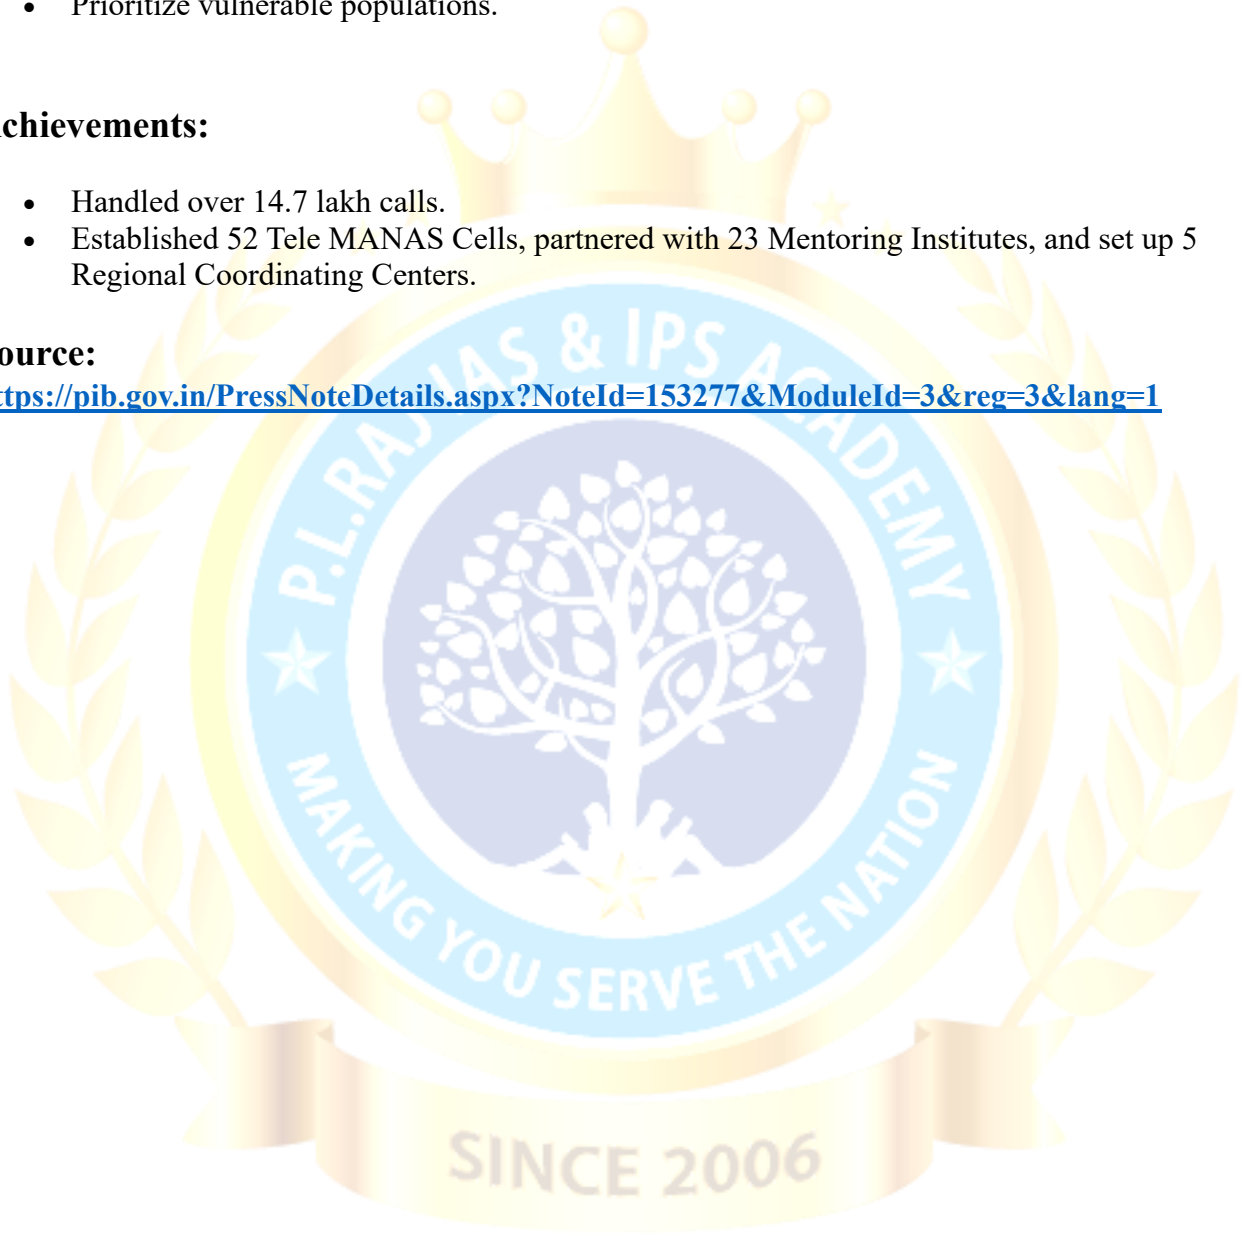 • Prioritize vulnerable populations.
chievements:
• Handled over 14.7 lakh calls.
• Established 52 Tele MANAS Cells, partnered with 23 Mentoring Institutes, and set up 5
Regional Coordinating Centers.
ource:
ttps://pib.gov.in/PressNoteDetails.aspx?NoteId=153277&ModuleId=3&reg=3&lang=1
P.L.RAJ IAS & IPS ACADEMY
MAKING YOU SERVE THE NATION
SINCE 2006